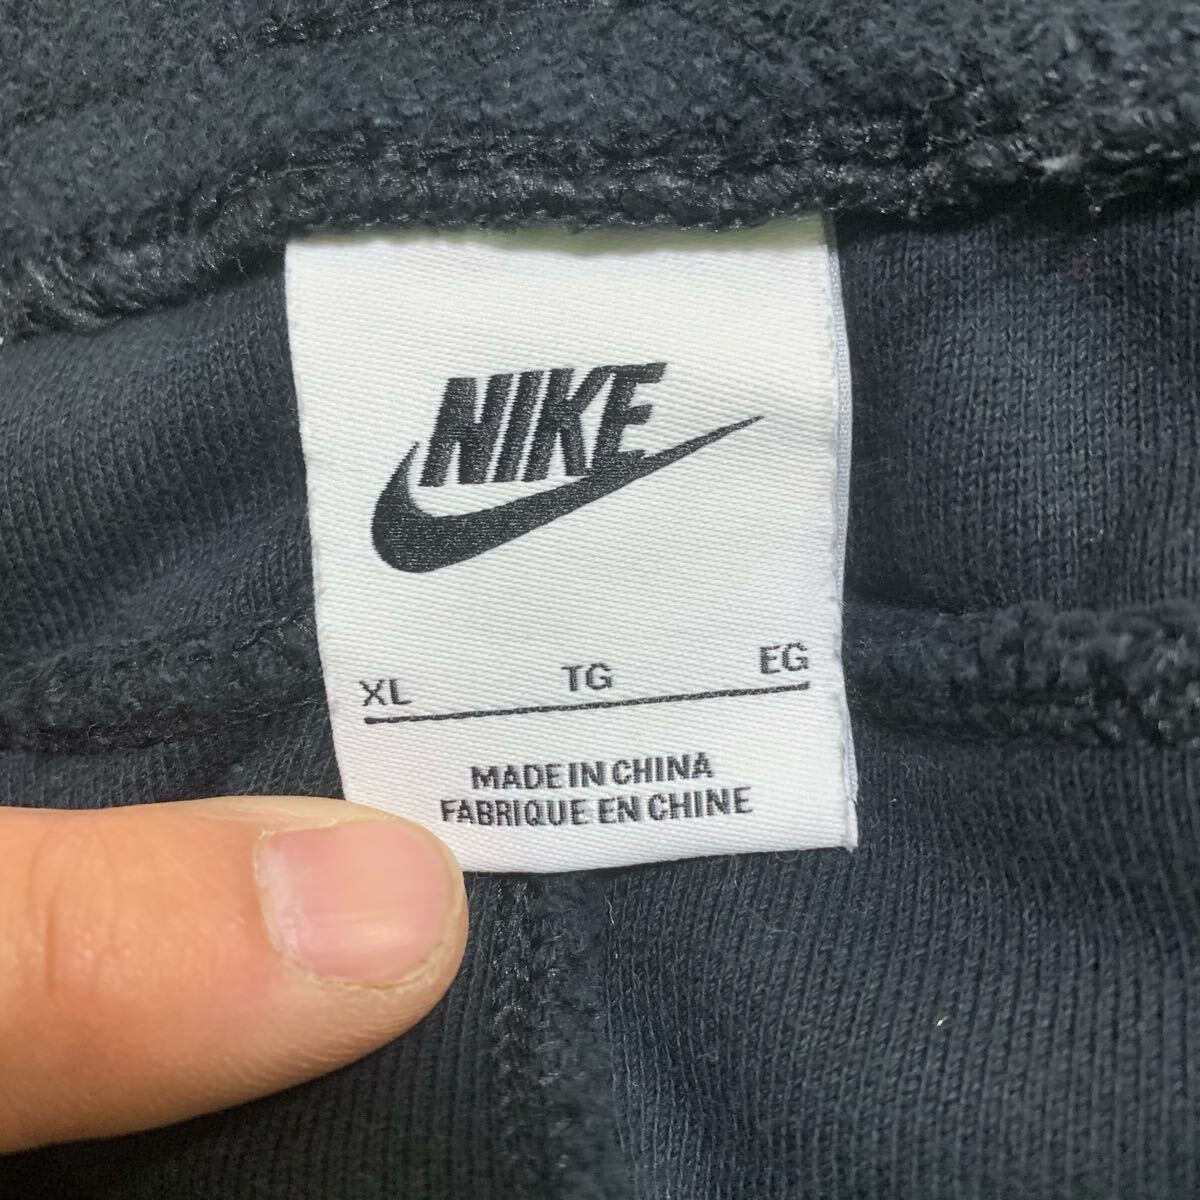 NIKE
XL TG EG
MADE IN CHINA
FABRIQUE EN CHINE